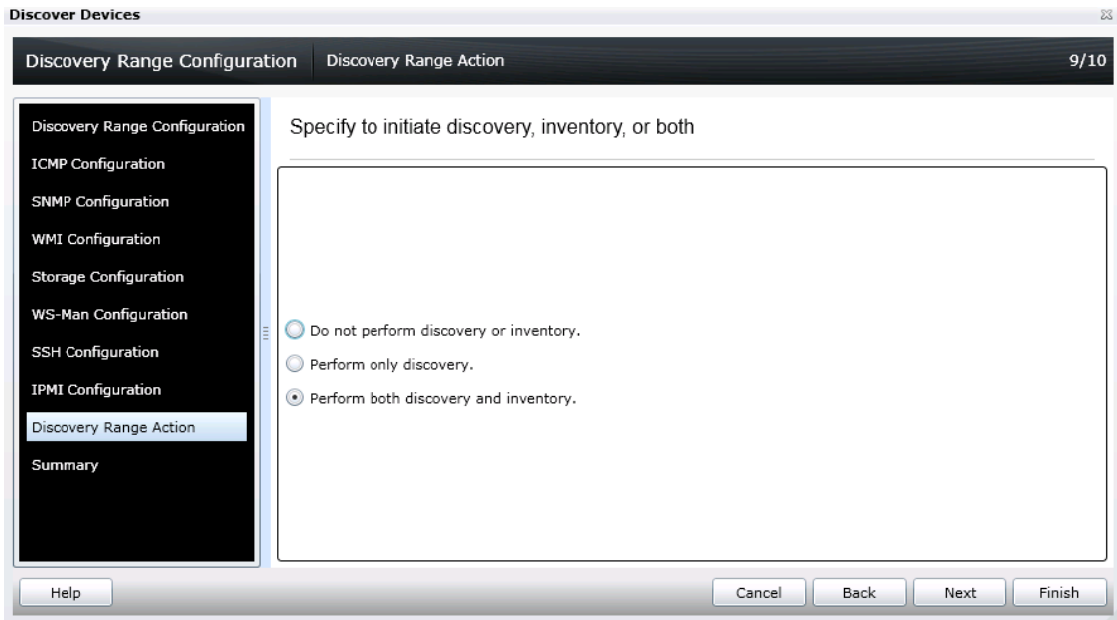 Discover Devices
Discovery Range Configuration Discovery Range Action 9/10
Discovery Range Configuration
ICMP Configuration
SNMP Configuration
WMI Configuration
Storage Configuration
WS-Man Configuration
SSH Configuration
IPMI Configuration
Discovery Range Action
Summary
Specify to initiate discovery, inventory, or both
Do not perform discovery or inventory.
Perform only discovery.
Perform both discovery and inventory.
Help Cancel Back Next Finish